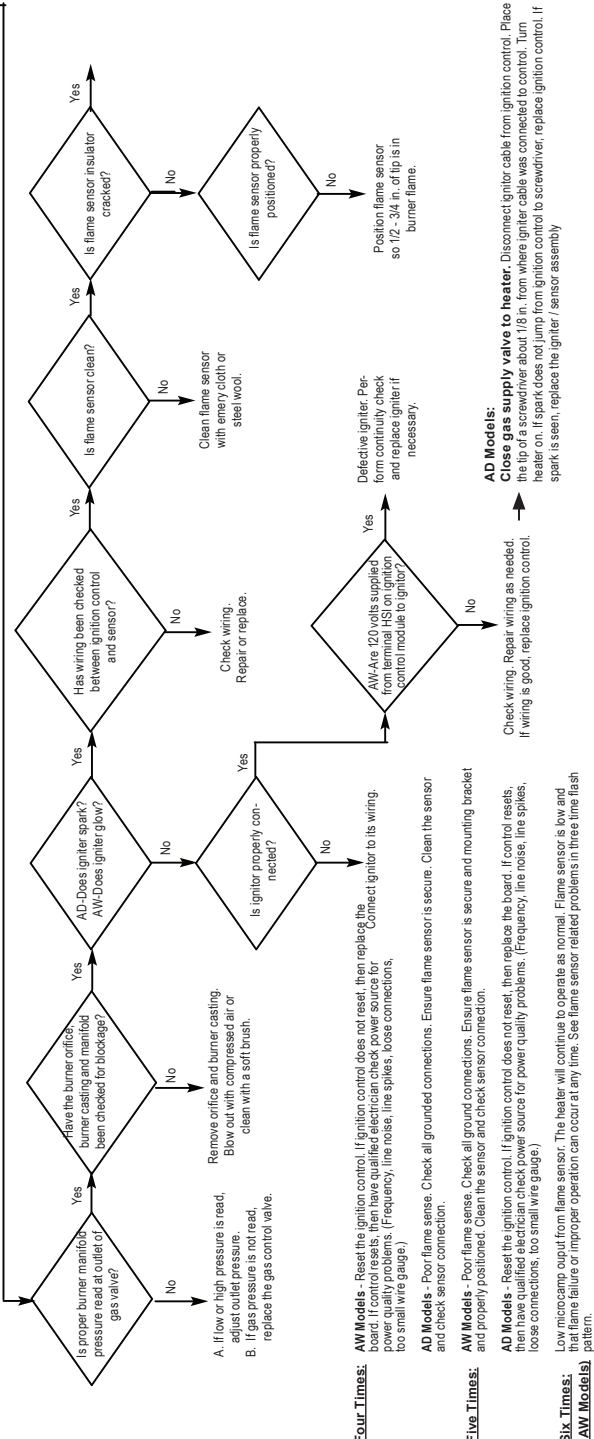 Is proper burner manifold
pressure read at outlet of
gas valve?
Yes
No
A. If low or high pressure is read,
adjust outlet pressure.
B. If gas pressure is not read,
replace the gas control valve.
Have the burner orifice,
burner casting and manifold
been checked for blockage?
Yes
No
Remove orifice and burner casting.
Blow out with compressed air or
clean with a soft brush.
AD-Does igniter spark?
AW-Does igniter glow?
Yes
No
Is ignitor properly con-
nected?
Yes
No
Connect ignitor to its wiring.
Has wiring been checked
between ignition control
and sensor?
Yes
No
Check wiring.
Repair or replace.
Is flame sensor clean?
Yes
No
Clean flame sensor
with emery cloth or
steel wool.
Is flame sensor insulator
cracked?
Yes
No
Is flame sensor properly
positioned?
No
Position flame sensor
so 1/2 - 3/4 in. of tip is in
burner flame.
AW-Are 120 volts supplied
from terminal HSI on ignition
control module to ignitor?
Yes
No
Defective igniter. Per-
form continuity check
and replace igniter if
necessary.
Check wiring. Repair wiring as needed.
If wiring is good, replace ignition control.
AD Models:
Close gas supply valve to heater. Disconnect ignitor cable from ignition control. Place
the tip of a screwdriver about 1/8 in. from where igniter cable was connected to control. Turn
heater on. If spark does not jump from ignition control to screwdriver, replace ignition control. If
spark is seen, replace the igniter / sensor assembly
Four Times:
AW Models - Reset the ignition control. If ignition control does not reset, then replace the
board. If control resets, then have qualified electrician check power source for
power quality problems. (Frequency, line noise, line spikes, loose connections,
too small wire gauge.)
AD Models - Poor flame sense. Check all grounded connections. Ensure flame sensor is secure. Clean the sensor
and check sensor connection.
Five Times:
AW Models - Poor flame sense. Check all ground connections. Ensure flame sensor is secure and mounting bracket
and properly positioned. Clean the sensor and check sensor connection.
AD Models - Reset the ignition control. If ignition control does not reset, then replace the board. If control resets,
then have qualified electrician check power source for power quality problems. (Frequency, line noise, line spikes,
loose connections, too small wire gauge.)
Six Times:
AW Models)
Low microcamp ouput from flame sensor. The heater will continue to operate as normal. Flame sensor is low and
that flame failure or improper operation can occur at any time. See flame sensor related problems in three time flash
pattern.